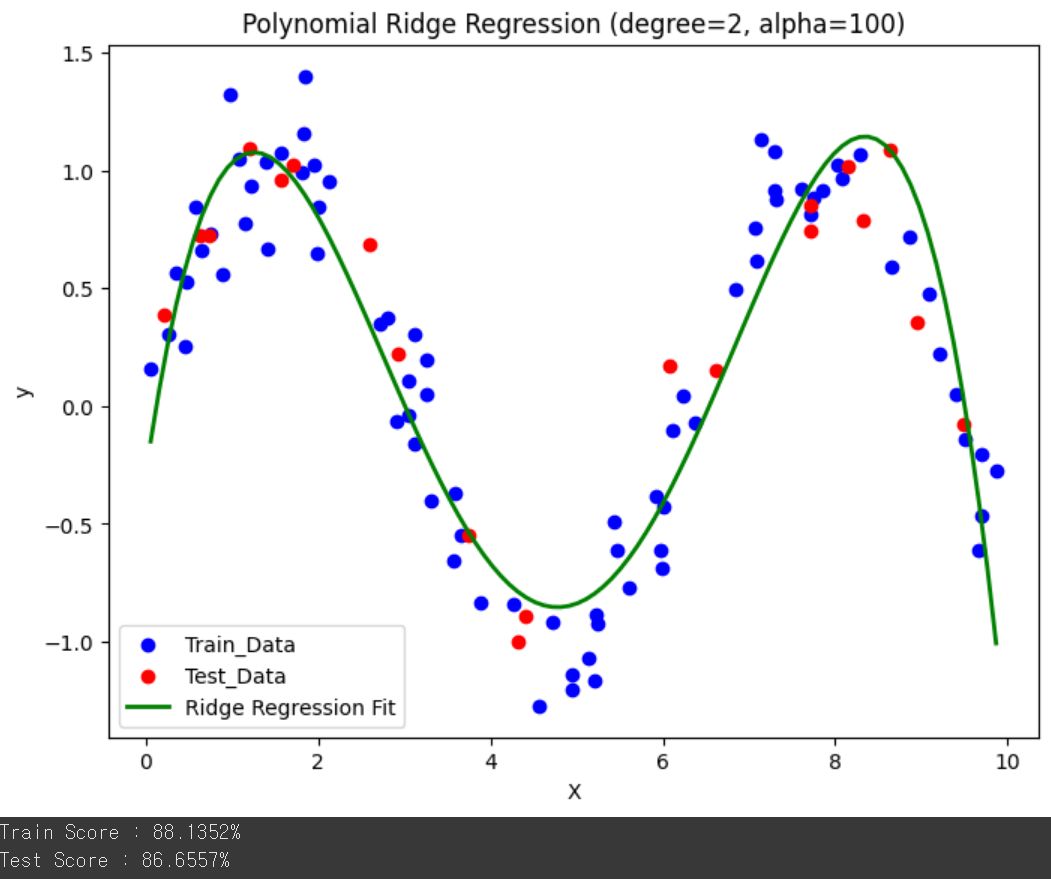 Polynomial Ridge Regression (degree=2, alpha=100)
1.5
1.0
0.5
0.0
−0.5
−1.0
y
Train_Data
Test_Data
Ridge Regression Fit
0 2 4 6 8 10
X
Train Score : 88.1352%
Test Score : 86.6557%